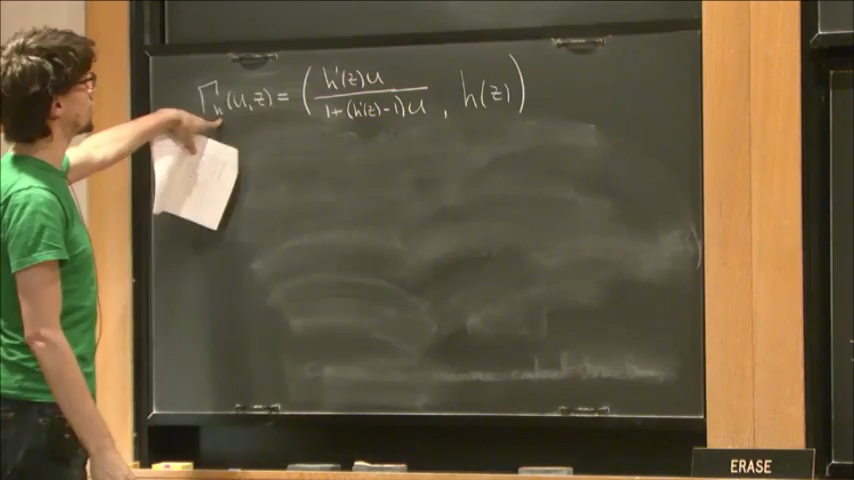 Γₕ(u,z) = ( h'(z)u / 1+(h'(z)-1)u , h(z) )
ERASE